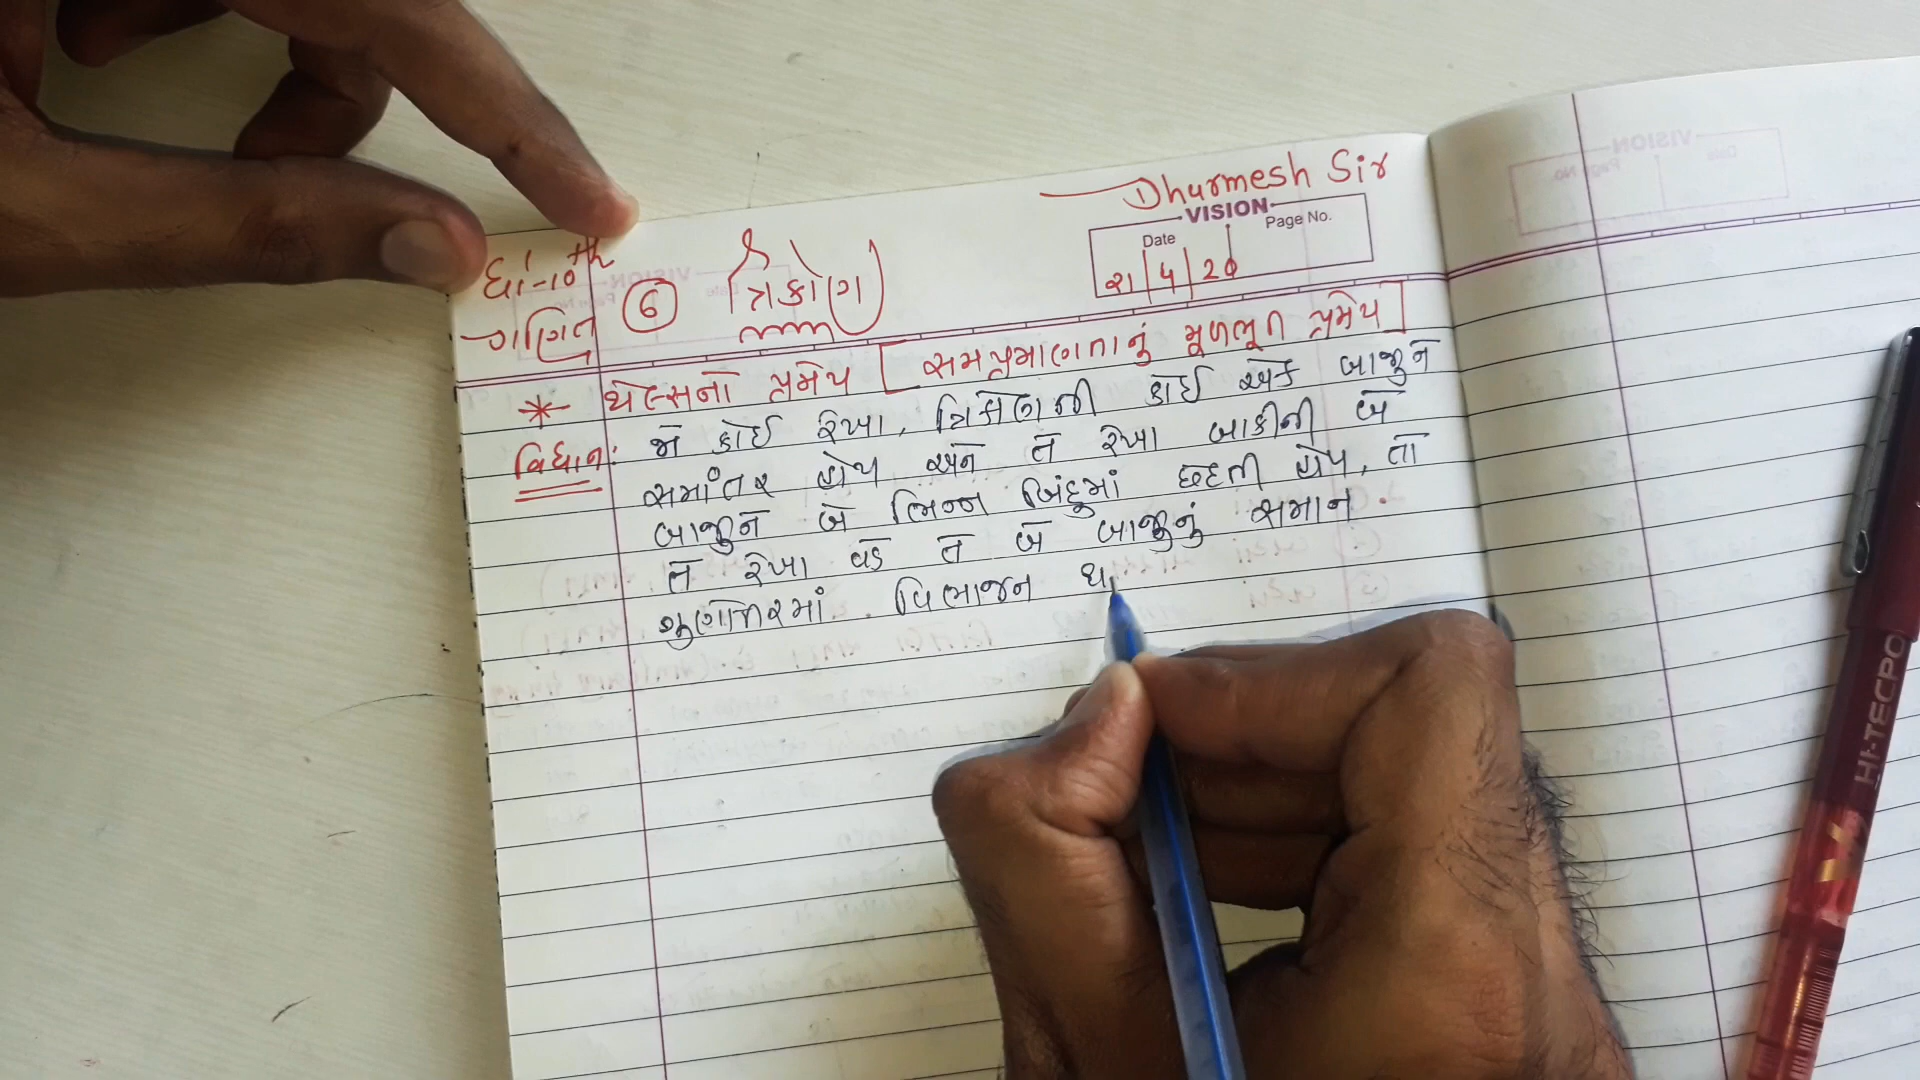 Dharmesh Sir
VISION
Date
Page No.
21/4/20
ધો-10th
ગણિત
6 ત્રિકોણ
* થેલ્સનો પ્રમેય [સમપ્રમાણતાનું મૂળભૂત પ્રમેય]
વિધાન: જો કોઈ રેખા, ત્રિકોણની કોઈ એક બાજુને
સમાંતર હોય અને તે રેખા બાકીની બે
બાજુને બે ભિન્ન બિંદુમાં છેદતી હોય, તો
તે રેખા વડે તે બે બાજુનું સમાન
ગુણોત્તરમાં વિભાજન થા
HI-TECPO